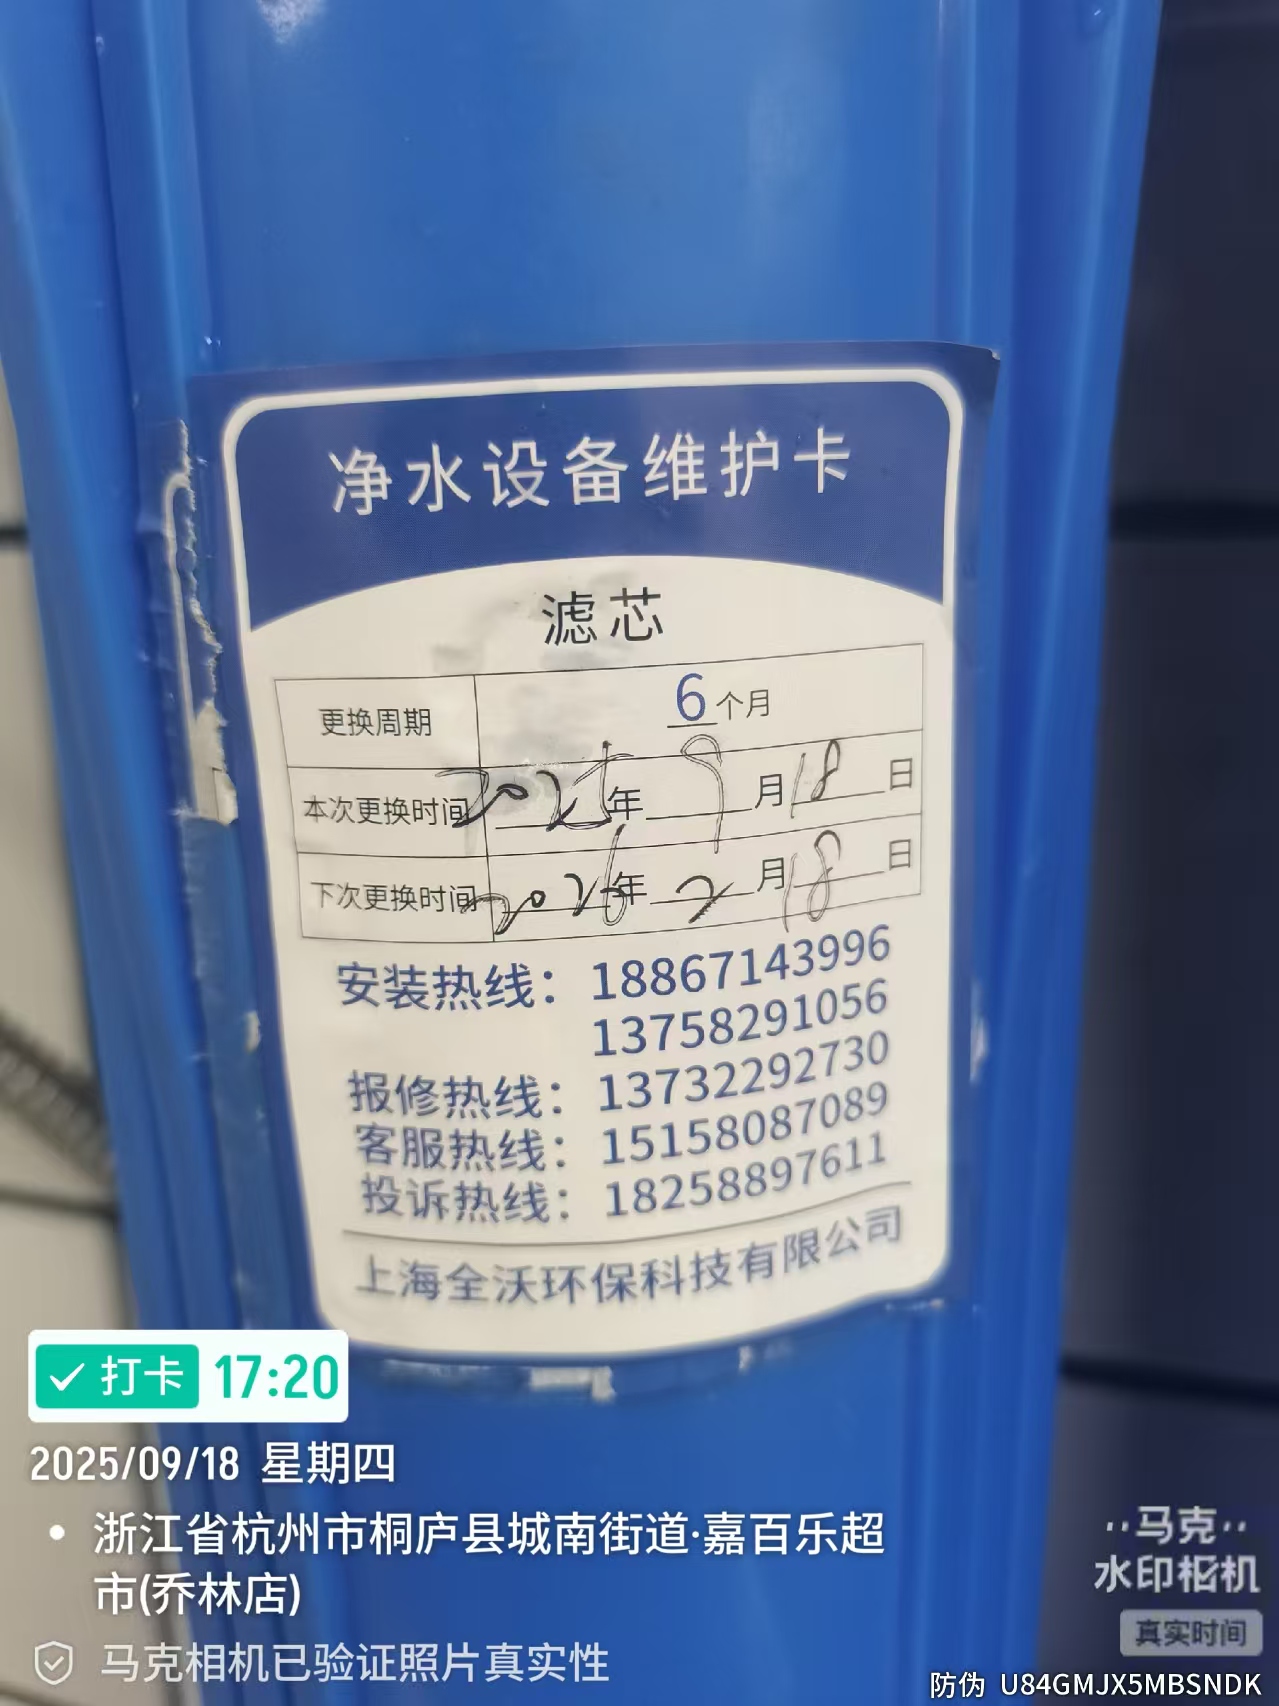 净水设备维护卡
滤芯
更换周期 6个月
本次更换时间 2025年9月18日
下次更换时间 2026年2月18日
安装热线：18867143996
13758291056
报修热线：13732292730
客服热线：15158087089
投诉热线：18258897611
上海全沃环保科技有限公司
打卡 17:20
2025/09/18 星期四
浙江省杭州市桐庐县城南街道·嘉百乐超
市(乔林店)
马克相机已验证照片真实性
马克
水印相机
真实时间
防伪 U84GMJX5MBSNDK